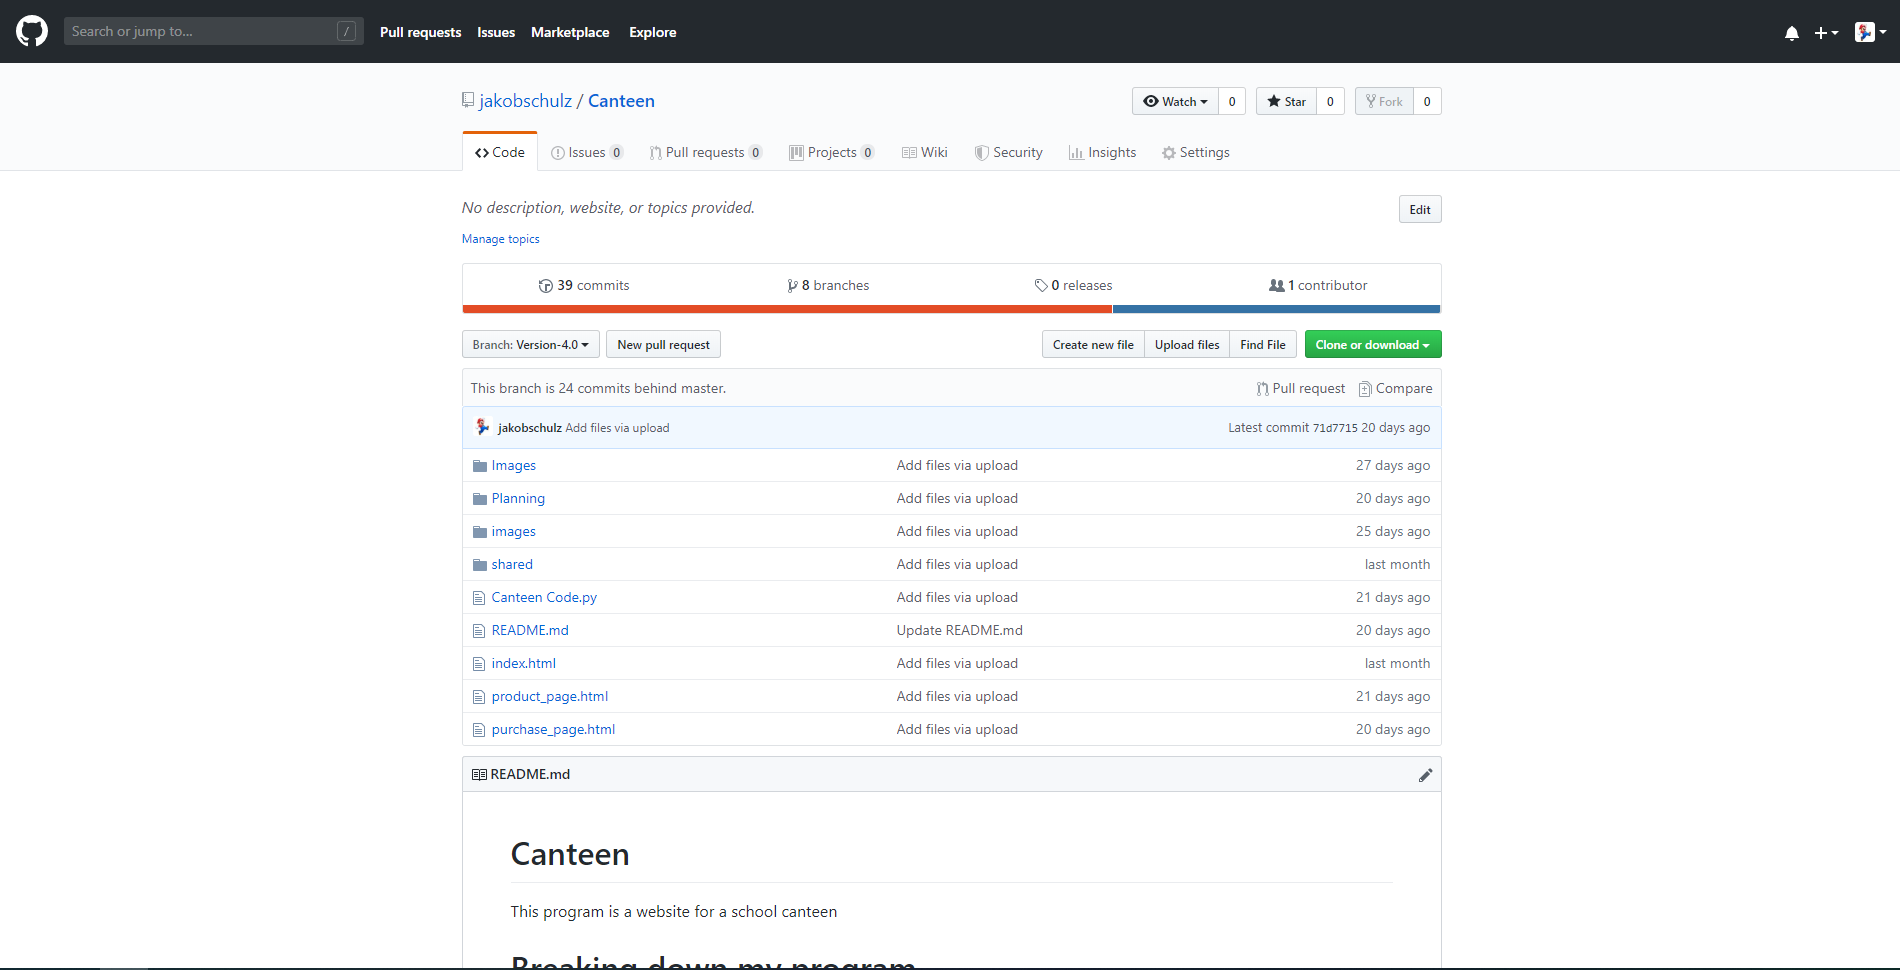 Search or jump to... /
Pull requests Issues Marketplace Explore
jakobschulz / Canteen
Watch 0 Star 0 Fork 0
Code Issues 0 Pull requests 0 Projects 0 Wiki Security Insights Settings
No description, website, or topics provided. Edit
Manage topics
39 commits 8 branches 0 releases 1 contributor
Branch: Version-4.0 New pull request Create new file Upload files Find File Clone or download
This branch is 24 commits behind master. Pull request Compare
jakobschulz Add files via upload Latest commit 71d7715 20 days ago
Images Add files via upload 27 days ago
Planning Add files via upload 20 days ago
images Add files via upload 25 days ago
shared Add files via upload last month
Canteen Code.py Add files via upload 21 days ago
README.md Update README.md 20 days ago
index.html Add files via upload last month
product_page.html Add files via upload 21 days ago
purchase_page.html Add files via upload 20 days ago
README.md
Canteen
This program is a website for a school canteen
Breaking down my program